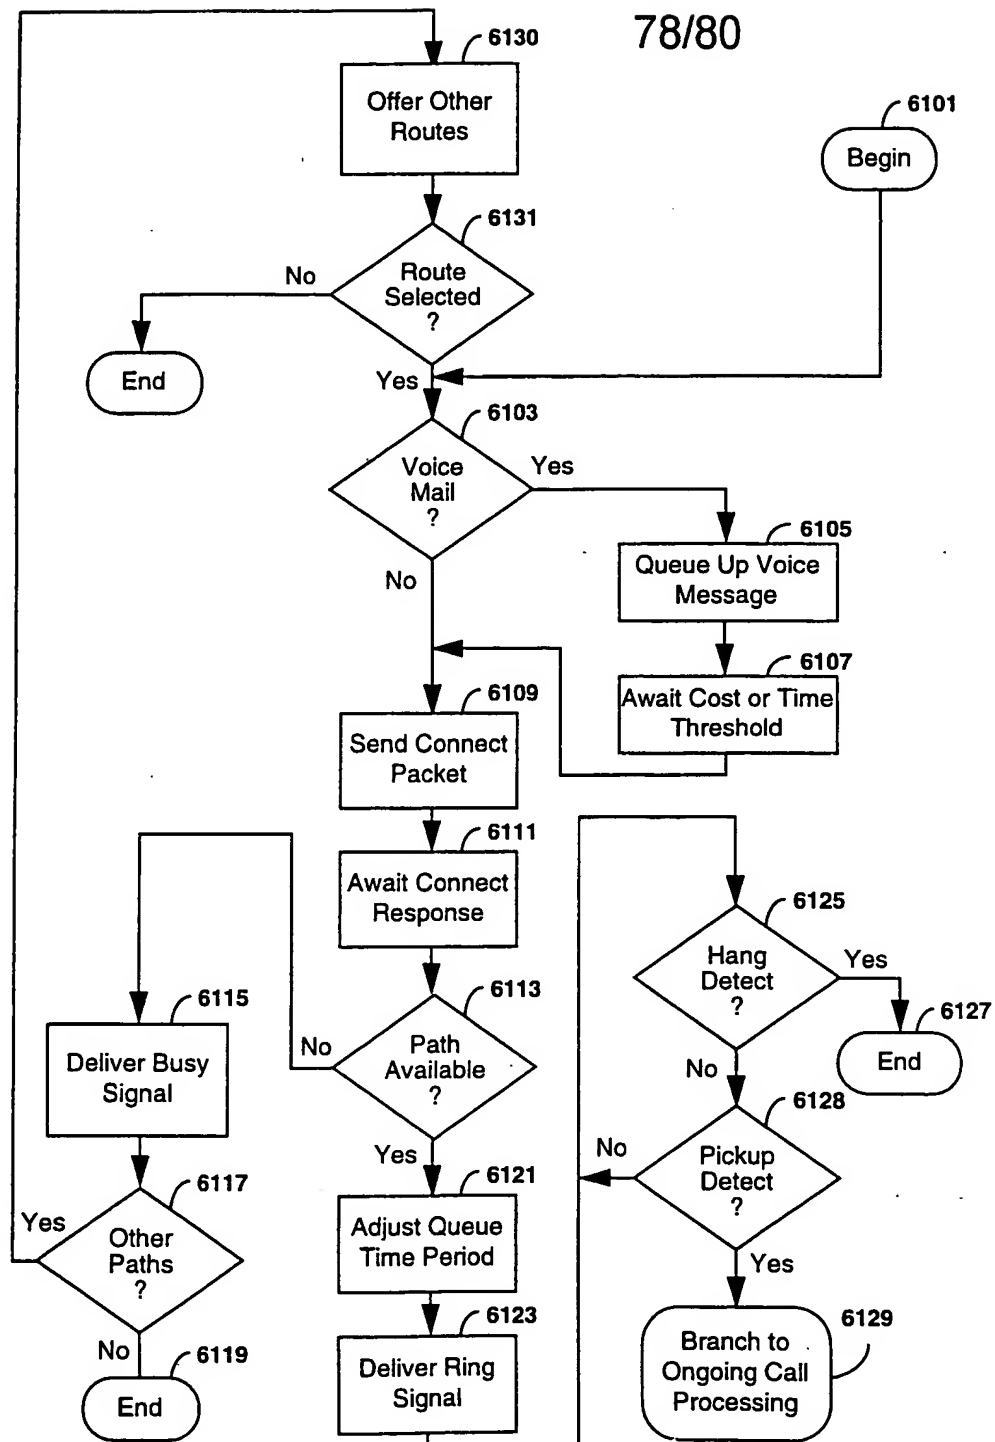 78/80
6130
Offer Other
Routes
6101
Begin
6131
Route
Selected
?
No
End
Yes
6103
Voice
Mail
?
Yes
No
6105
Queue Up Voice
Message
6107
Await Cost or Time
Threshold
6109
Send Connect
Packet
6111
Await Connect
Response
6113
Path
Available
?
No
Yes
6115
Deliver Busy
Signal
6117
Other
Paths
?
Yes
No
6119
End
6121
Adjust Queue
Time Period
6123
Deliver Ring
Signal
6125
Hang
Detect
?
Yes
6127
End
No
6128
Pickup
Detect
?
No
Yes
6129
Branch to
Ongoing Call
Processing